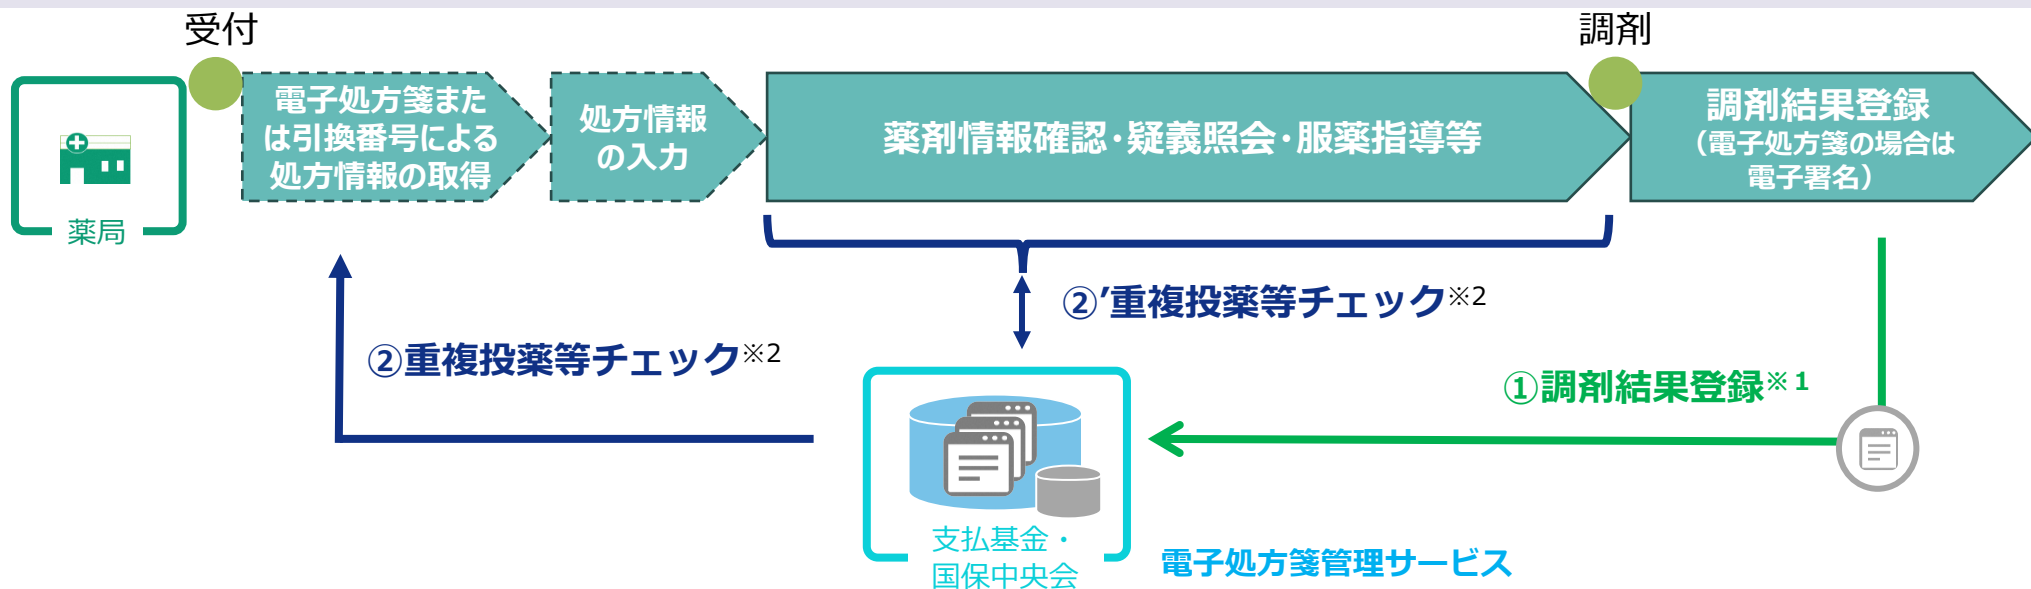 受付
調剤
電子処方箋また
は引換番号による
処方情報の取得
処方情報
の入力
薬剤情報確認・疑義照会・服薬指導等
調剤結果登録
（電子処方箋の場合は
電子署名）
薬局
②’重複投薬等チェック※2
②重複投薬等チェック※2
①調剤結果登録※1
支払基金・
国保中央会
電子処方箋管理サービス